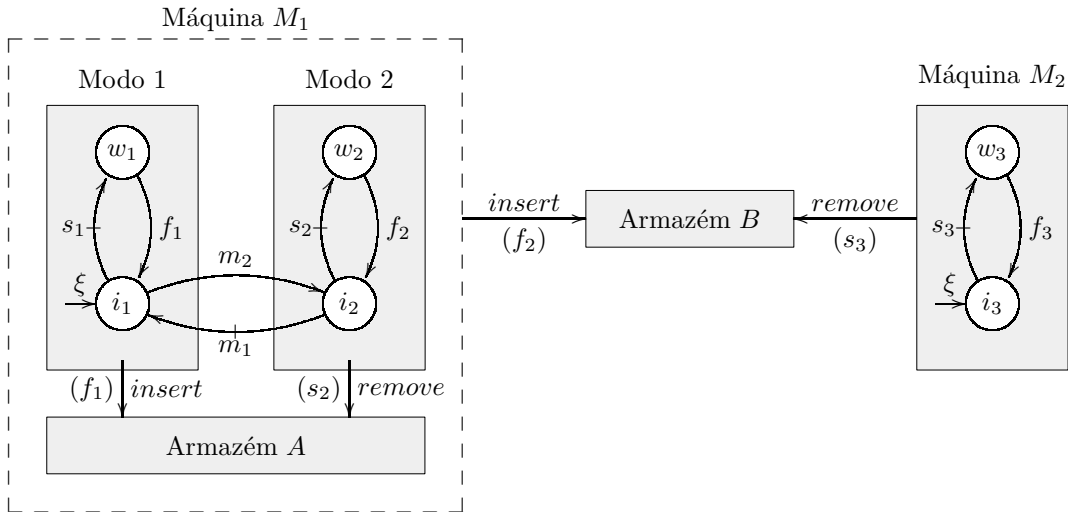 Máquina M₁
Modo 1
Modo 2
Máquina M₂
w₁
w₂
w₃
s₁
f₁
s₂
f₂
insert
(f₂)
Armazém B
remove
(s₃)
s₃
f₃
m₂
ξ
i₁
i₂
m₁
ξ
i₃
(f₁)
insert
(s₂)
remove
Armazém A